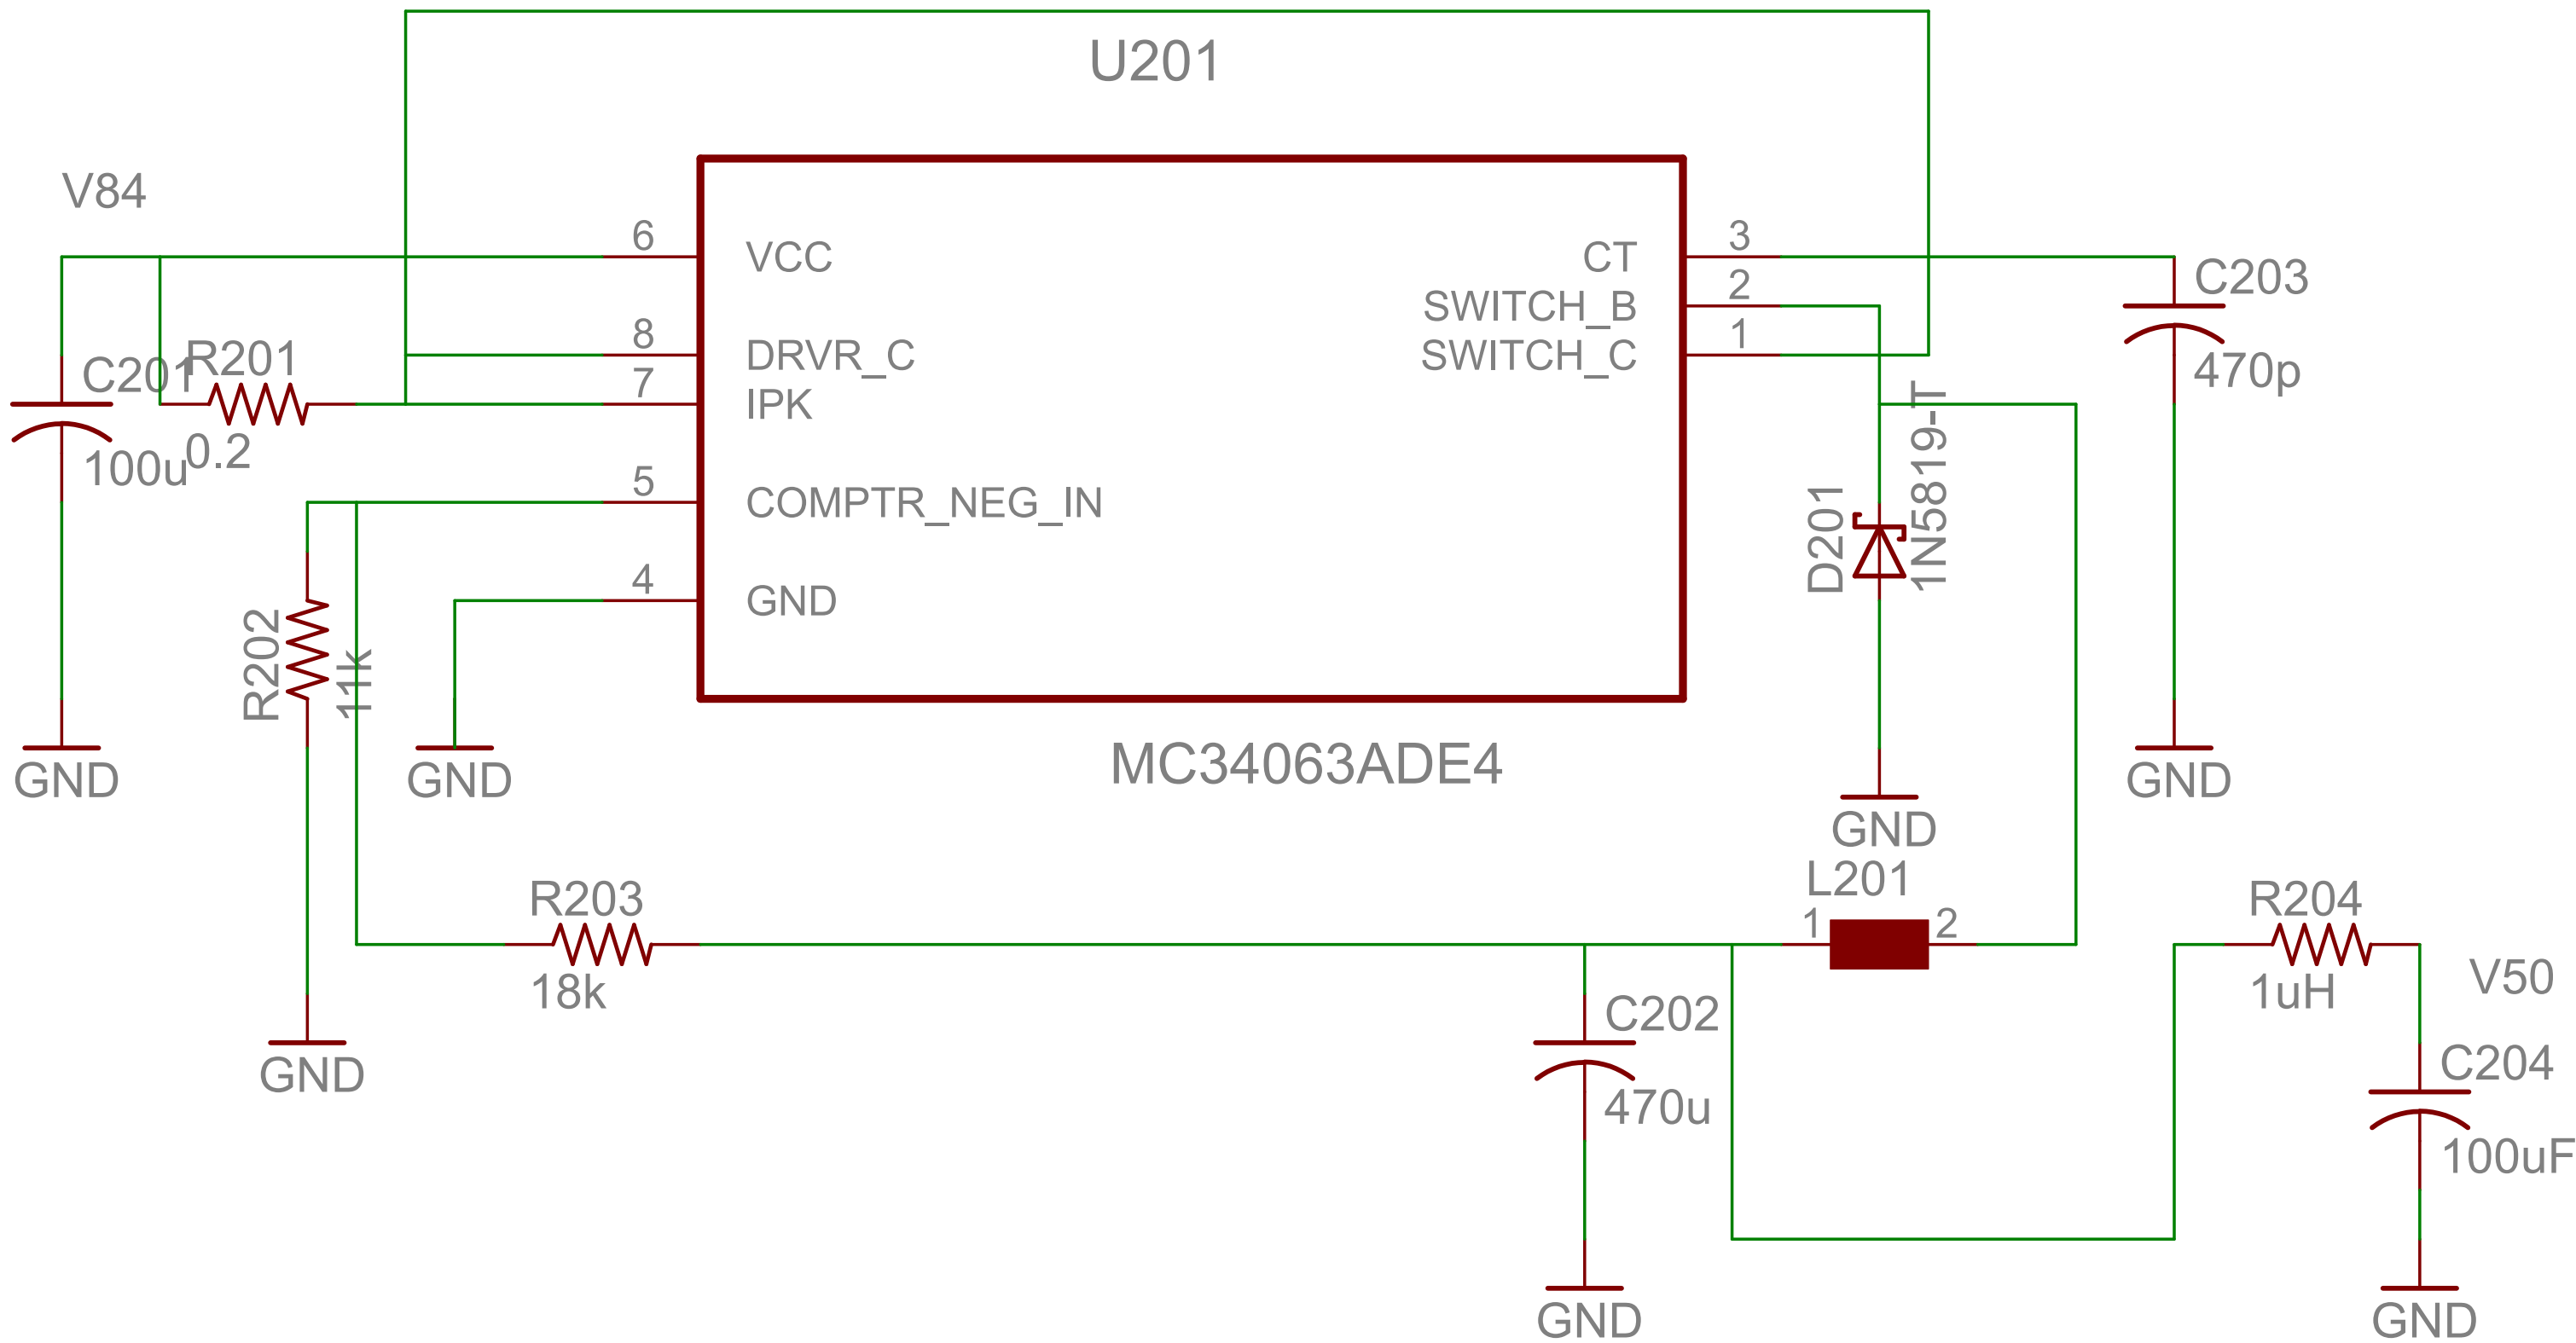 U201
V84
6
VCC
CT
3
C203
SWITCH_B
2
8
DRVR_C
SWITCH_C
1
C201
R201
7
IPK
470p
100u
0.2
5
COMPTR_NEG_IN
D201
1N5819-T
4
GND
R202
11k
MC34063ADE4
GND
GND
GND
GND
L201
R203
1
2
R204
18k
1uH
V50
C202
GND
C204
470u
100uF
GND
GND